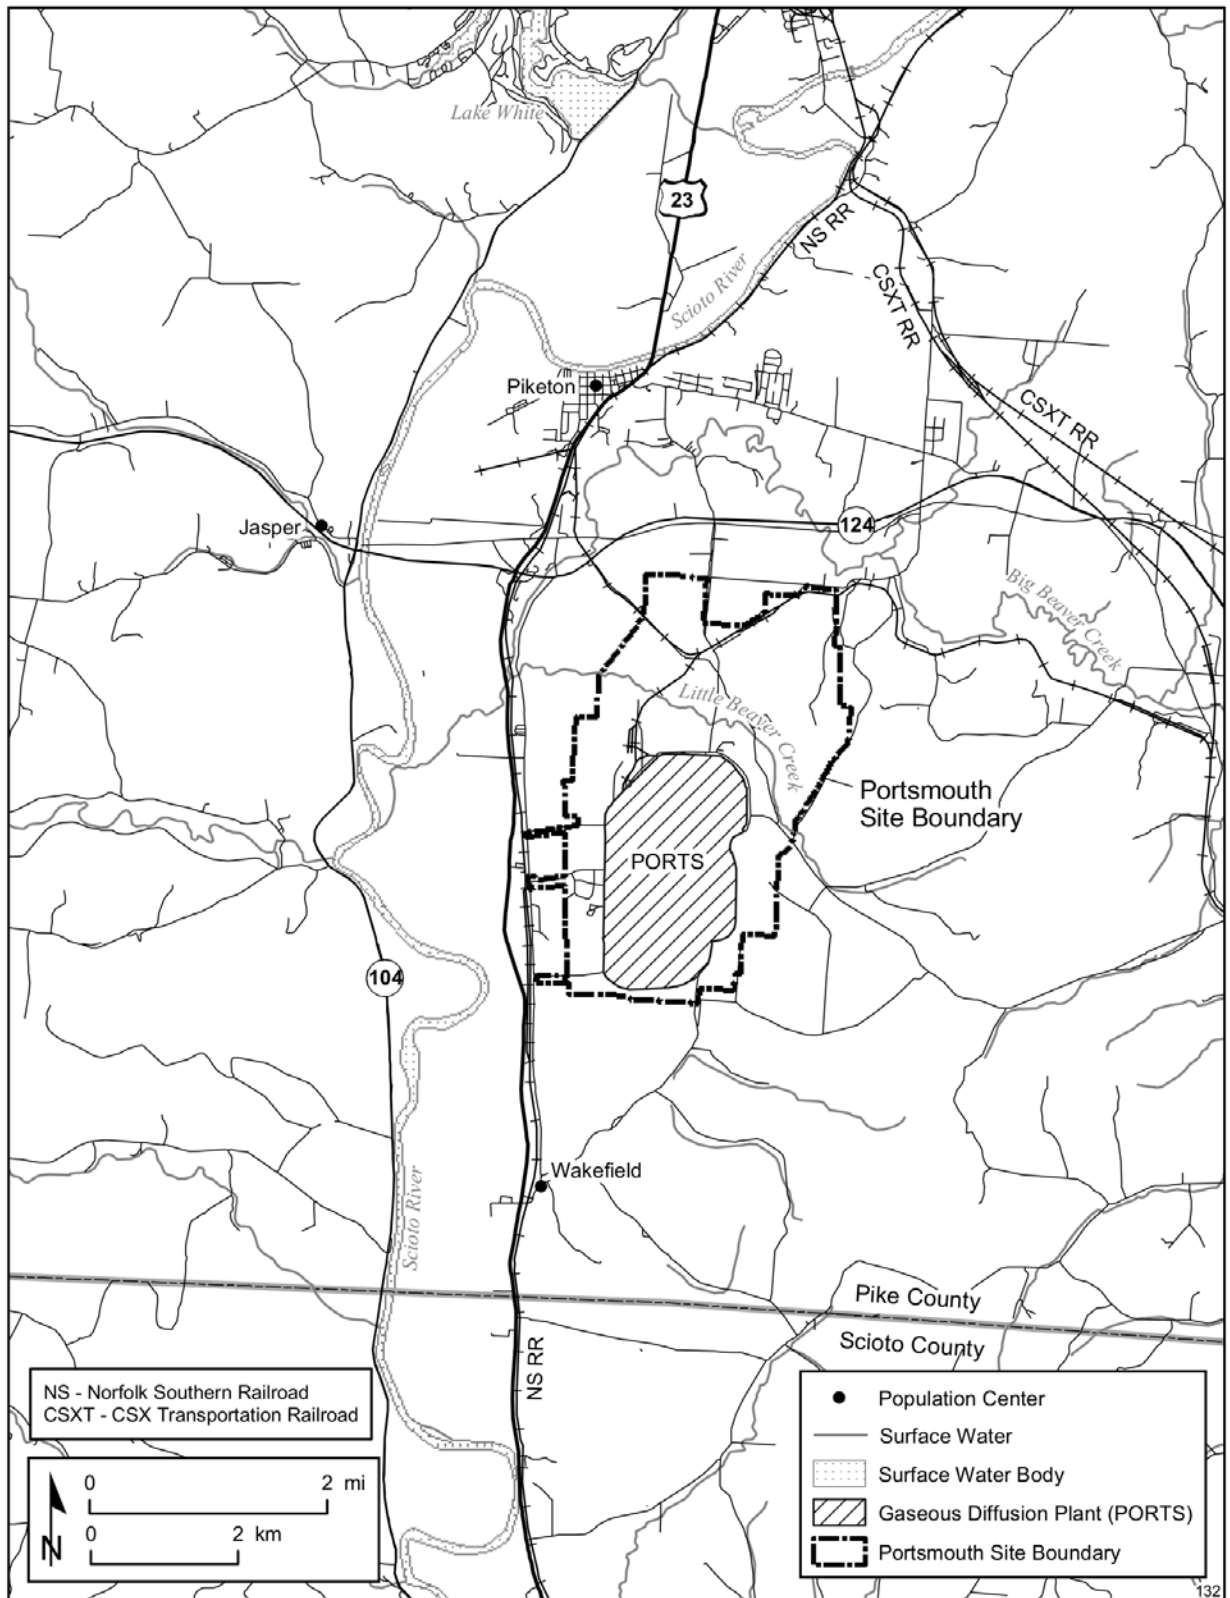 Lake White
23
NS RR
Scioto River
CSXT RR
Piketon
CSXT RR
Jasper
124
Big Beaver Creek
Little Beaver Creek
Portsmouth
Site Boundary
PORTS
104
Wakefield
Scioto River
Pike County
Scioto County
NS RR
NS - Norfolk Southern Railroad
CSXT - CSX Transportation Railroad
0 2 mi
0 2 km
N
Population Center
Surface Water
Surface Water Body
Gaseous Diffusion Plant (PORTS)
Portsmouth Site Boundary
132